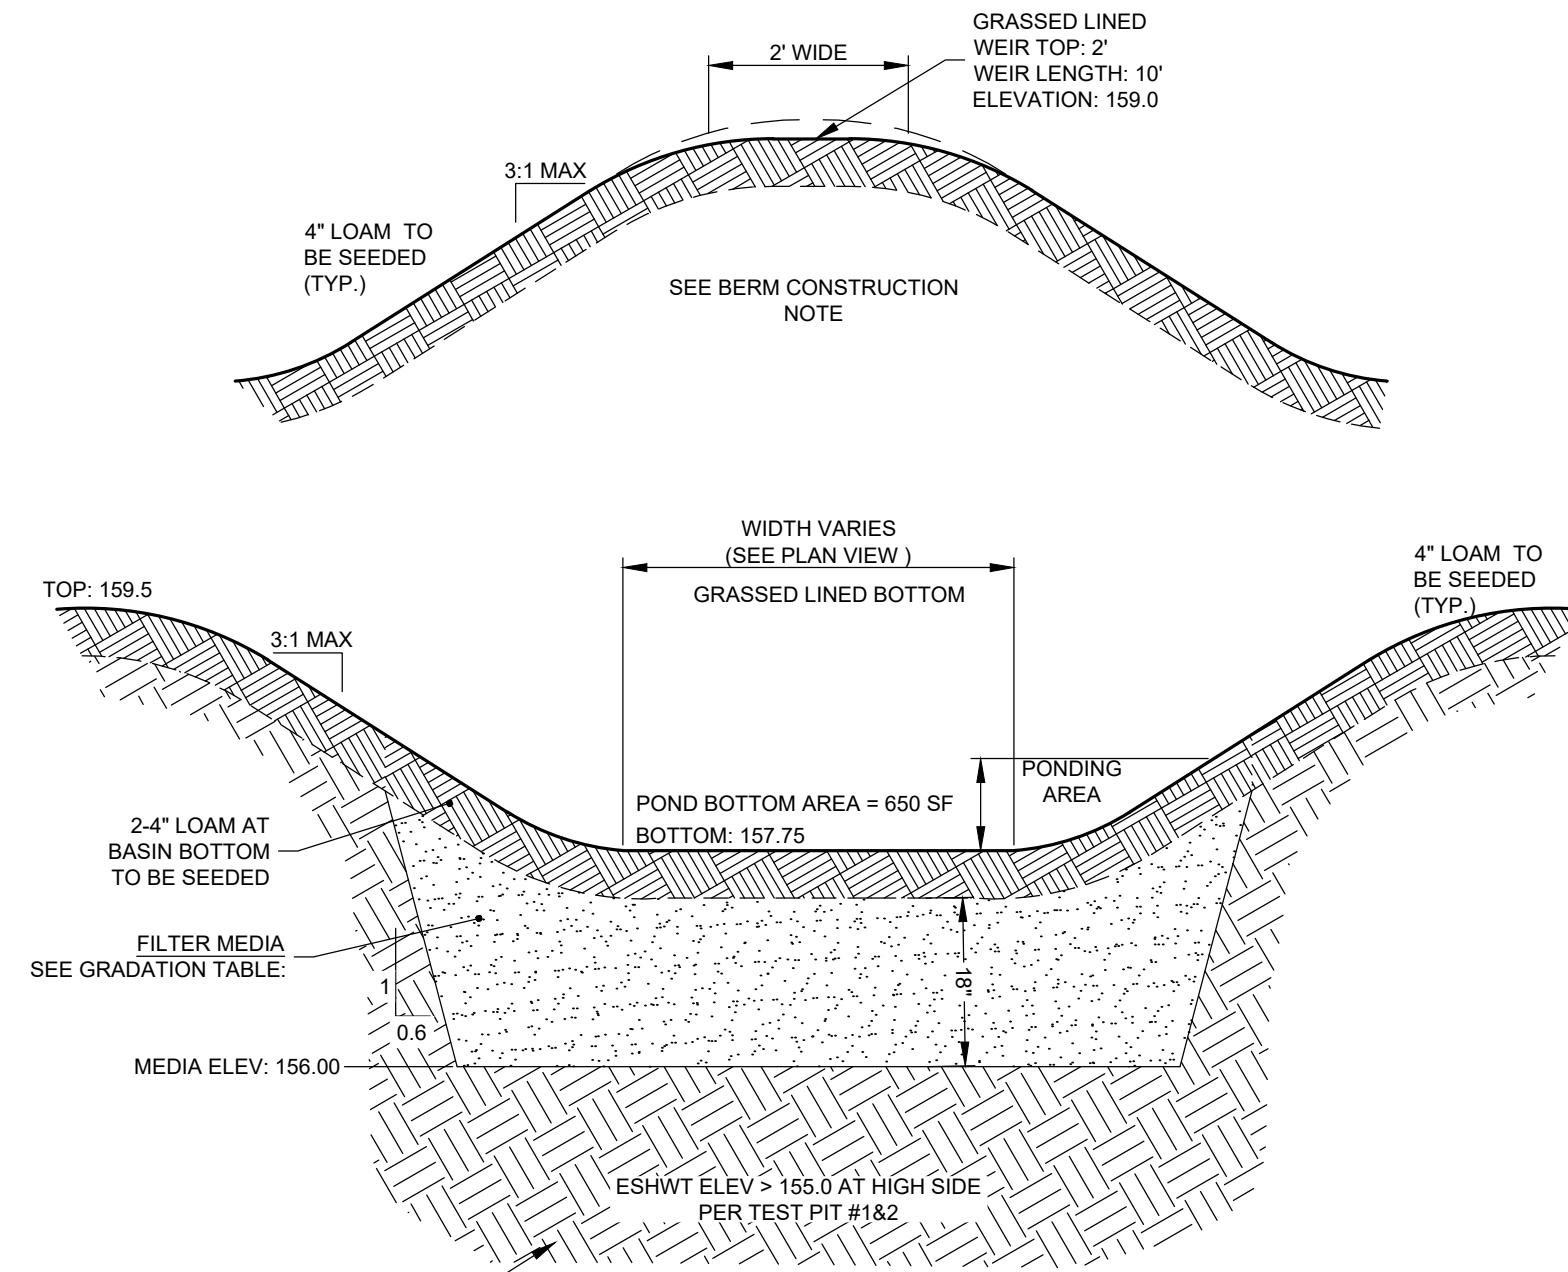 2' WIDE
GRASSED LINED
WEIR TOP: 2'
WEIR LENGTH: 10'
ELEVATION: 159.0
3:1 MAX
4" LOAM TO
BE SEEDED
(TYP.)
SEE BERM CONSTRUCTION
NOTE
WIDTH VARIES
(SEE PLAN VIEW )
GRASSED LINED BOTTOM
4" LOAM TO
BE SEEDED
(TYP.)
TOP: 159.5
3:1 MAX
PONDING
AREA
POND BOTTOM AREA = 650 SF
BOTTOM: 157.75
2-4" LOAM AT
BASIN BOTTOM
TO BE SEEDED
FILTER MEDIA
SEE GRADATION TABLE:
18"
1
0.6
MEDIA ELEV: 156.00
ESHWT ELEV > 155.0 AT HIGH SIDE
PER TEST PIT #1&2